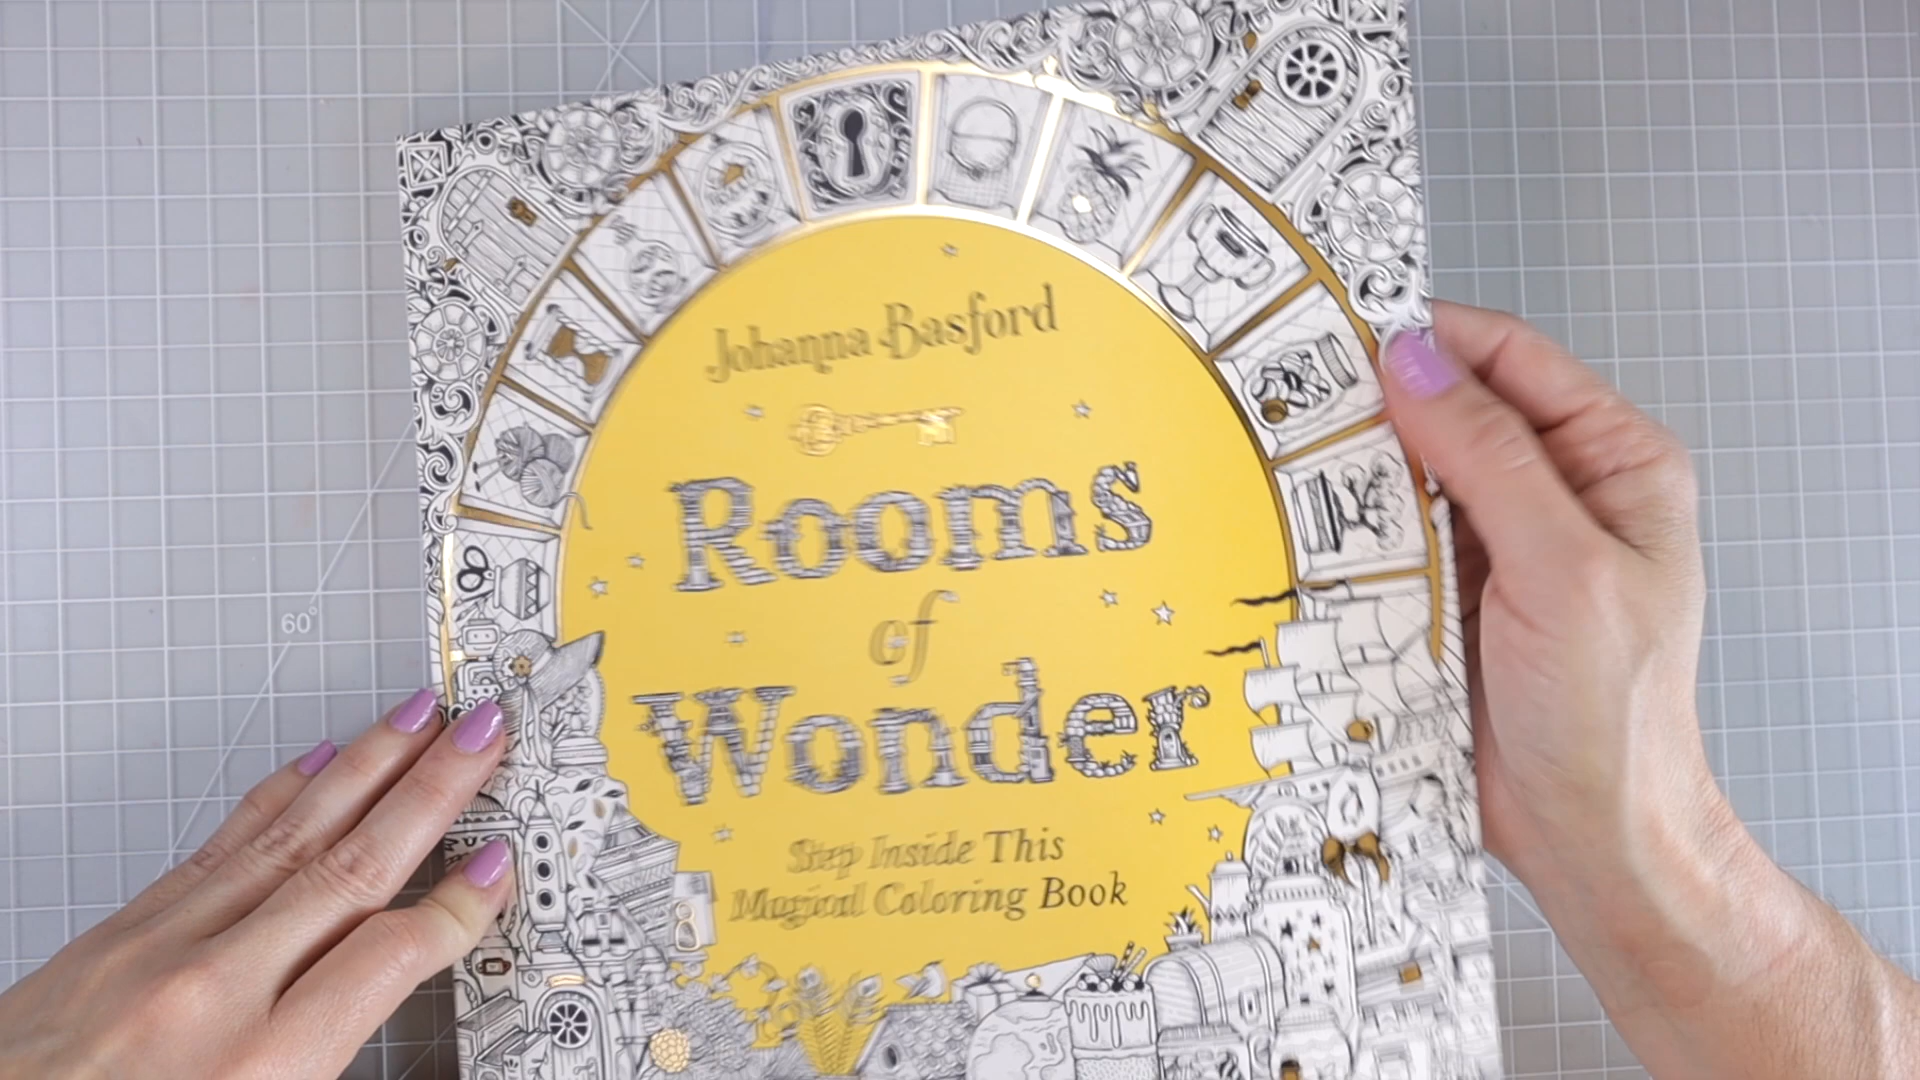 Johanna Basford
Rooms
of
Wonder
Step Inside This
Magical Coloring Book
60°